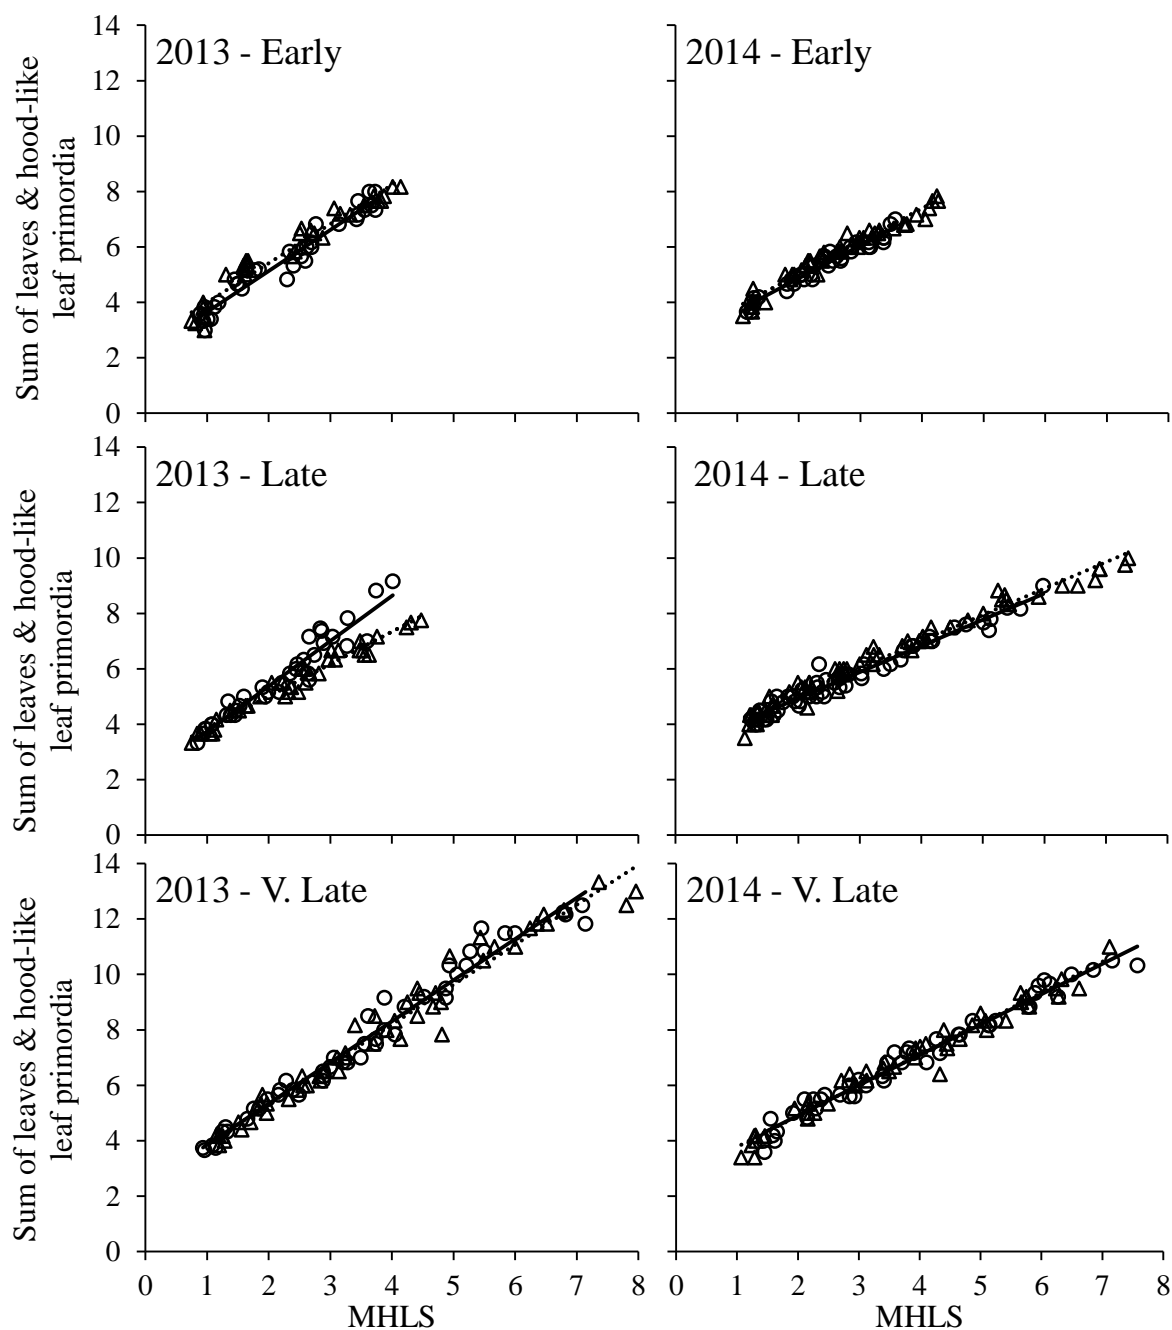 2013 - Early
2014 - Early
Sum of leaves & hood-like
leaf primordia
14
12
10
8
6
4
2
0
2013 - Late
2014 - Late
Sum of leaves & hood-like
leaf primordia
14
12
10
8
6
4
2
0
2013 - V. Late
2014 - V. Late
Sum of leaves & hood-like
leaf primordia
14
12
10
8
6
4
2
0
0 1 2 3 4 5 6 7 8
0 1 2 3 4 5 6 7 8
MHLS
MHLS